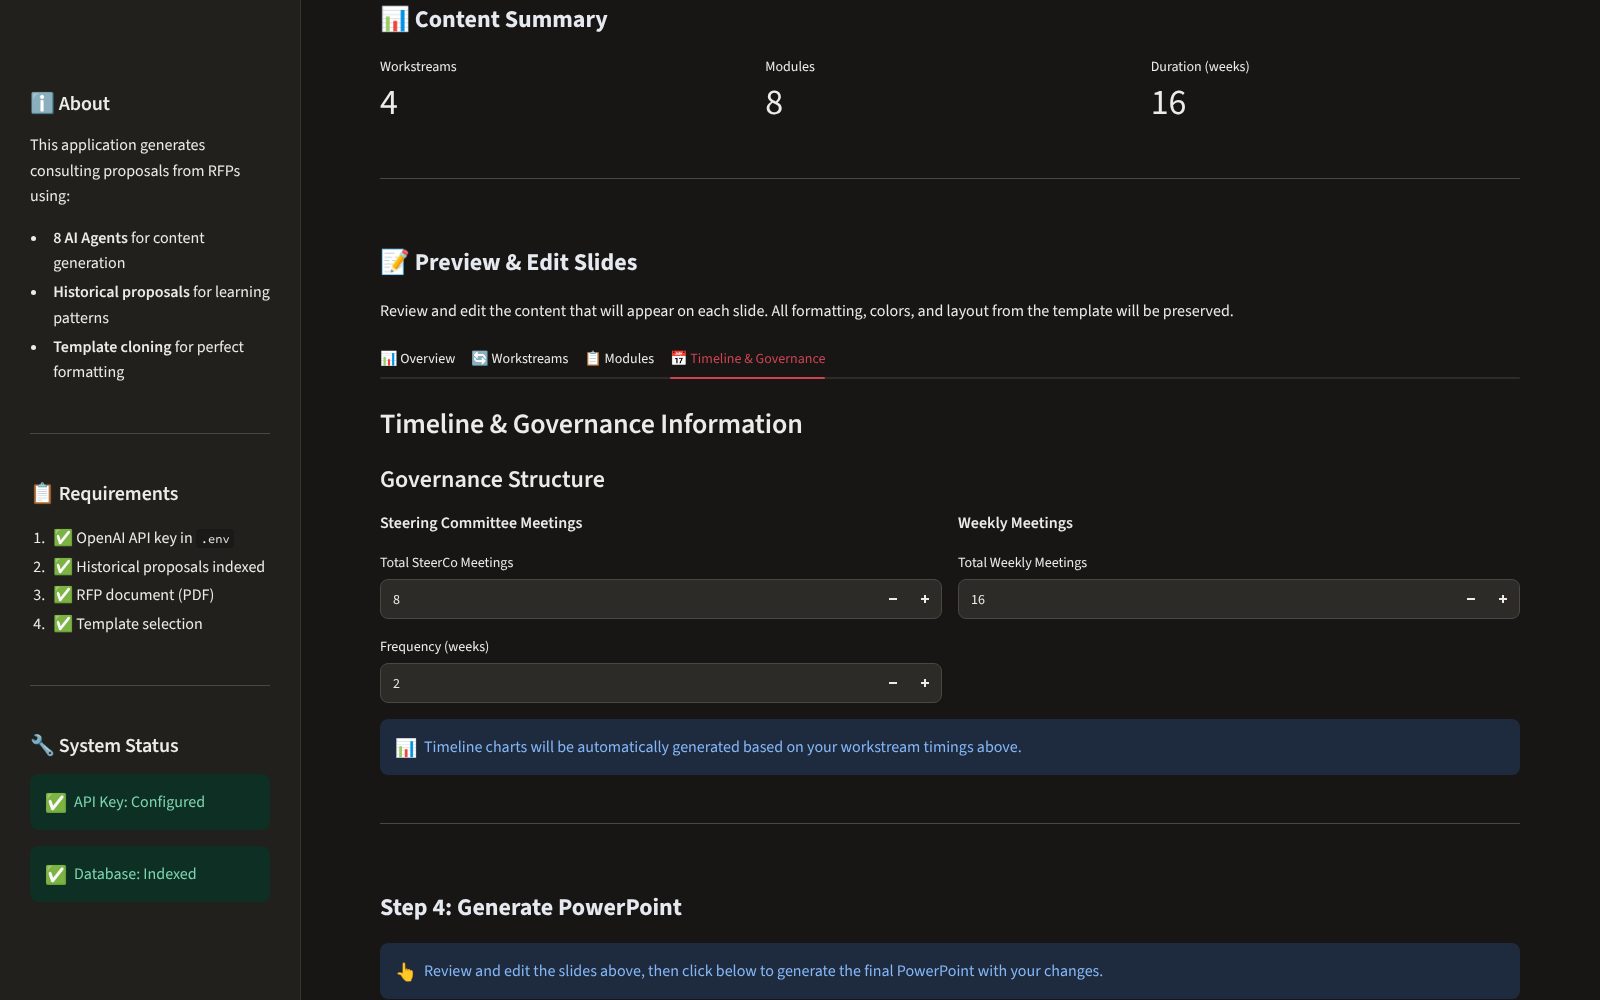 ℹ️ About
This application generates
consulting proposals from RFPs
using:
• 8 AI Agents for content
generation
• Historical proposals for learning
patterns
• Template cloning for perfect
formatting
📋 Requirements
1. ✅ OpenAI API key in .env
2. ✅ Historical proposals indexed
3. ✅ RFP document (PDF)
4. ✅ Template selection
🔧 System Status
✅ API Key: Configured
✅ Database: Indexed
📊 Content Summary
Workstreams
4
Modules
8
Duration (weeks)
16
📝 Preview & Edit Slides
Review and edit the content that will appear on each slide. All formatting, colors, and layout from the template will be preserved.
📊 Overview 🔄 Workstreams 📋 Modules 📅 Timeline & Governance
Timeline & Governance Information
Governance Structure
Steering Committee Meetings
Total SteerCo Meetings
8 − +
Frequency (weeks)
2 − +
Weekly Meetings
Total Weekly Meetings
16 − +
📊 Timeline charts will be automatically generated based on your workstream timings above.
Step 4: Generate PowerPoint
👆 Review and edit the slides above, then click below to generate the final PowerPoint with your changes.